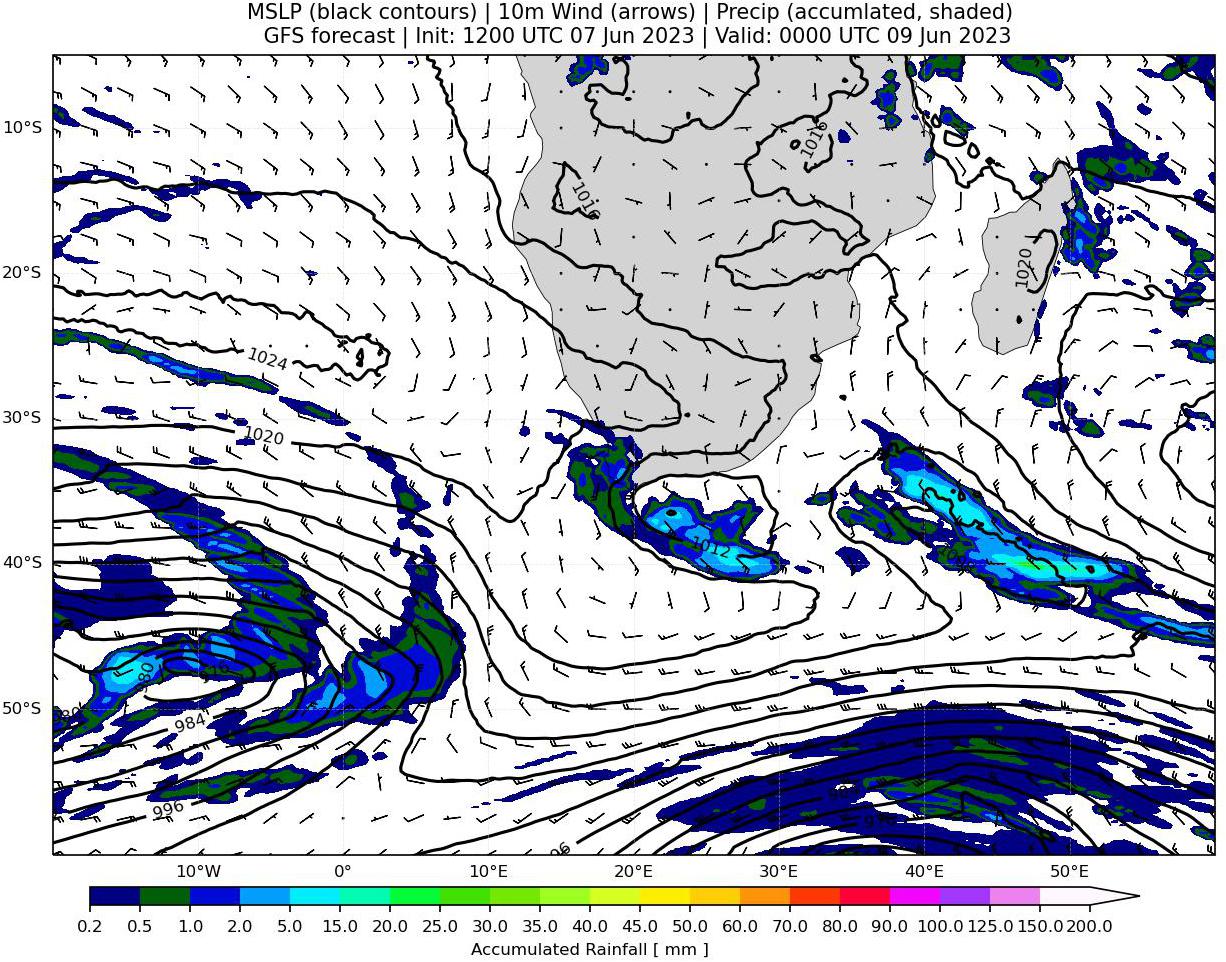 MSLP (black contours) | 10m Wind (arrows) | Precip (accumlated, shaded)
GFS forecast | Init: 1200 UTC 07 Jun 2023 | Valid: 0000 UTC 09 Jun 2023
10°S
1016
1016
20°S
1020
1024
30°S
1020
1012
40°S
980
976
50°S
984
996
10°W 0° 10°E 20°E 30°E 40°E 50°E
0.2 0.5 1.0 2.0 5.0 10.0 15.0 20.0 25.0 30.0 35.0 40.0 45.0 50.0 60.0 70.0 80.0 90.0 100.0 125.0 150.0 200.0
Accumulated Rainfall [ mm ]